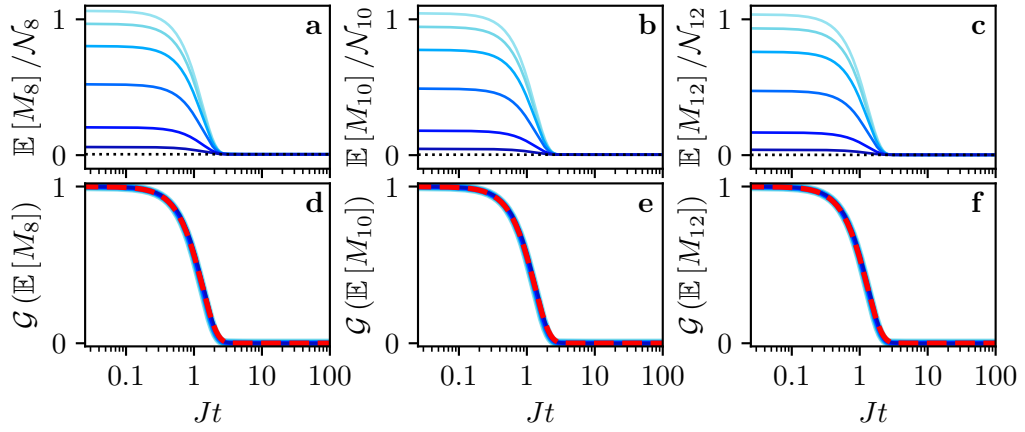 1
0
𝔼 [M₈] / 𝒩₈
a
1
0
𝔼 [M₁₀] / 𝒩₁₀
b
1
0
𝔼 [M₁₂] / 𝒩₁₂
c
1
0
𝒢 (𝔼 [M₈])
d
0.1 1 10 100
Jt
1
0
𝒢 (𝔼 [M₁₀])
e
0.1 1 10 100
Jt
1
0
𝒢 (𝔼 [M₁₂])
f
0.1 1 10 100
Jt